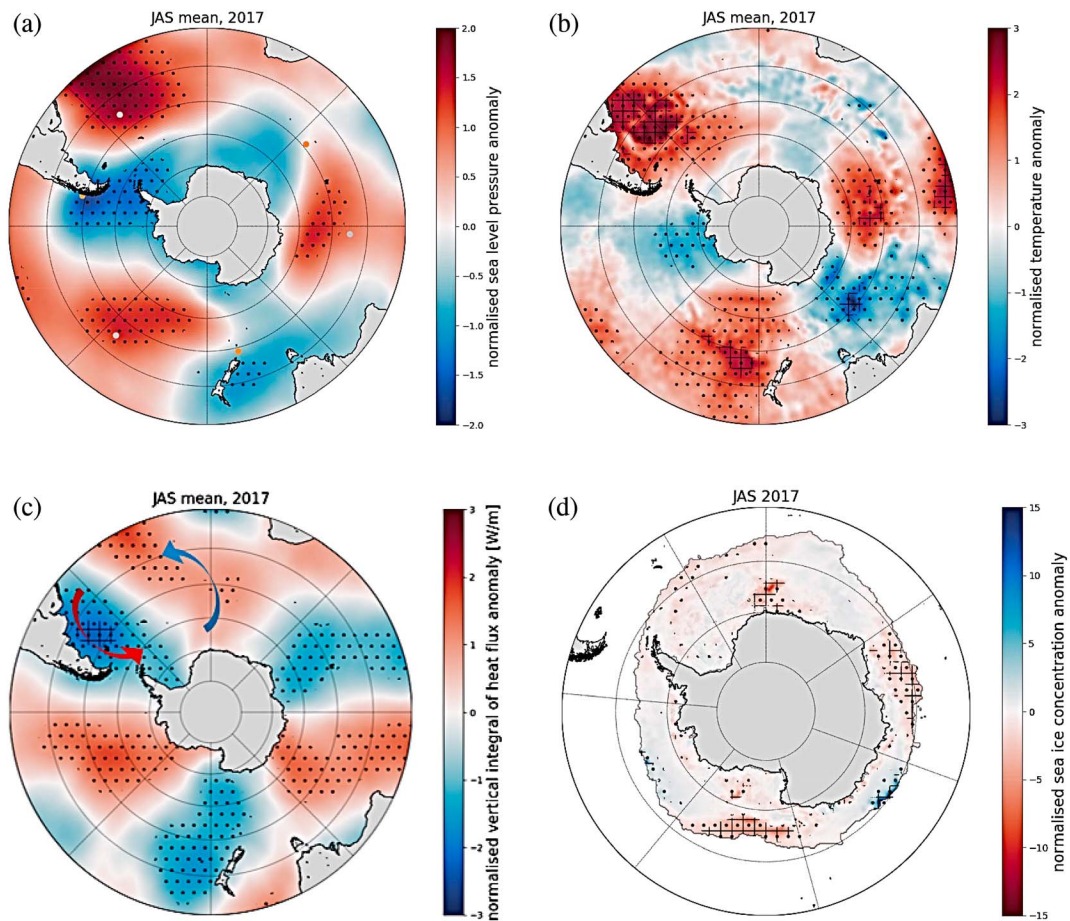 (a)
JAS mean, 2017
2.0
1.5
1.0
0.5
0.0
−0.5
−1.0
−1.5
−2.0
normalised sea level pressure anomaly
(b)
JAS mean, 2017
3
2
1
0
−1
−2
−3
normalised temperature anomaly
(c)
JAS mean, 2017
3
2
1
0
−1
−2
−3
normalised vertical integral of heat flux anomaly [W/m]
(d)
JAS 2017
15
10
5
0
−5
−10
−15
normalised sea ice concentration anomaly